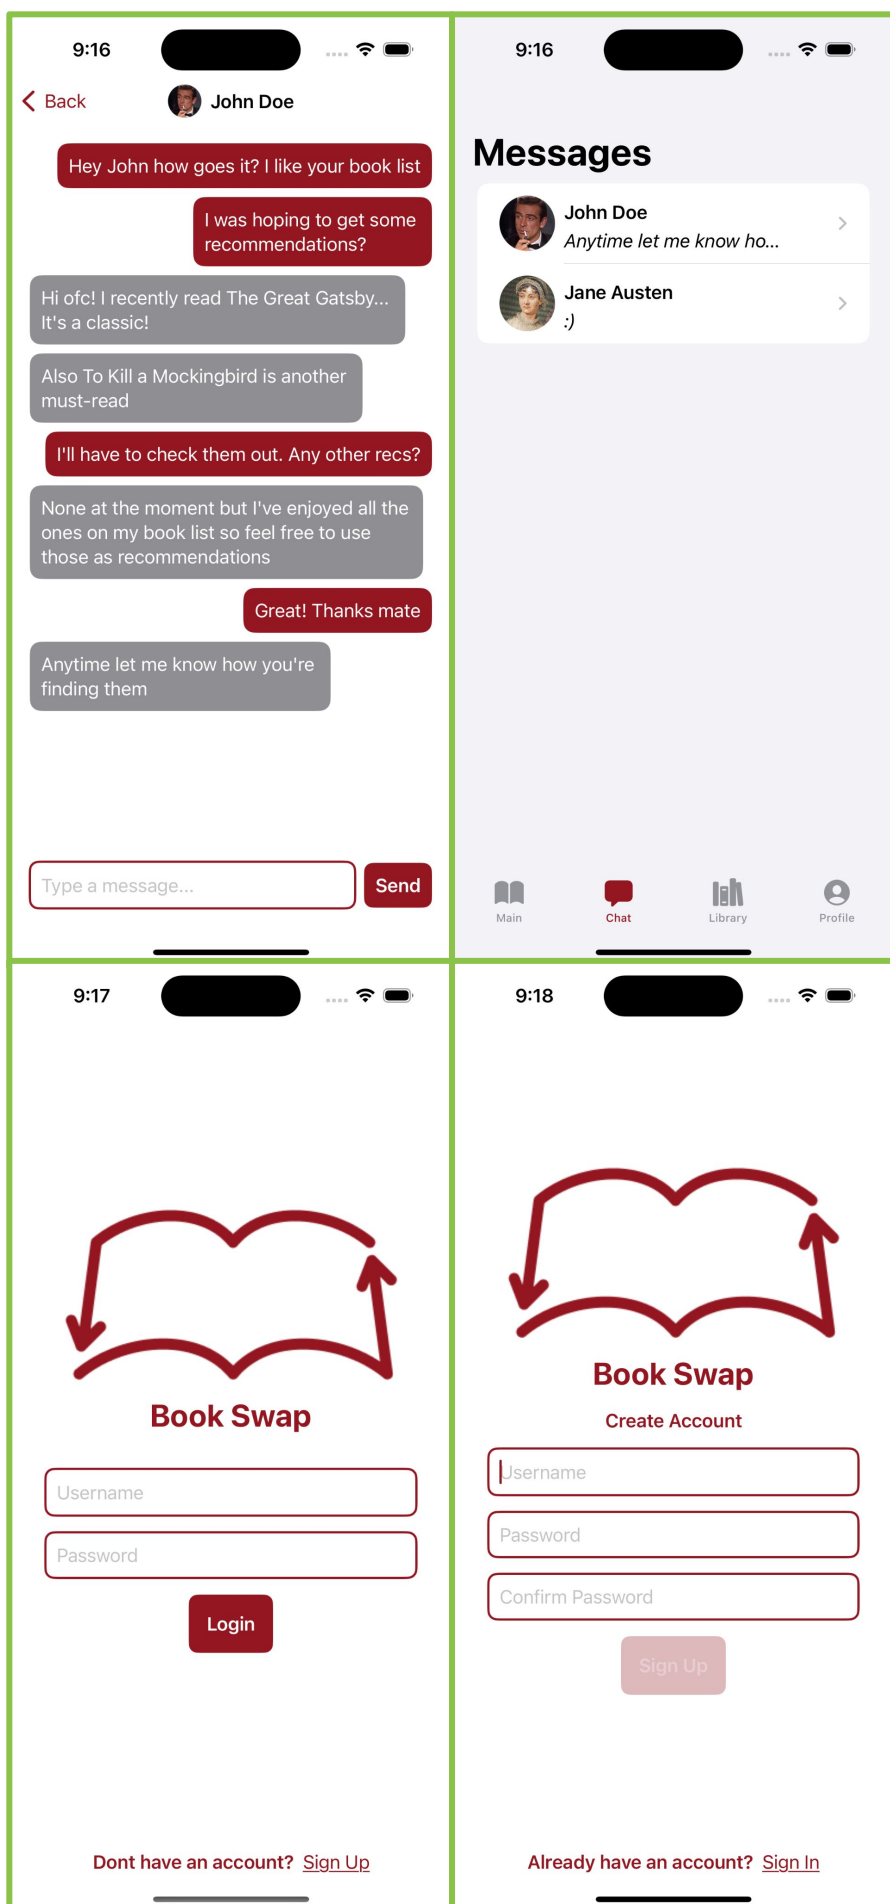 9:16
Back
John Doe
Hey John how goes it? I like your book list
I was hoping to get some
recommendations?
Hi ofc! I recently read The Great Gatsby...
It's a classic!
Also To Kill a Mockingbird is another
must-read
I'll have to check them out. Any other recs?
None at the moment but I've enjoyed all the
ones on my book list so feel free to use
those as recommendations
Great! Thanks mate
Anytime let me know how you're
finding them
Type a message...
Send
9:16
Messages
John Doe
Anytime let me know ho...
Jane Austen
:)
Main
Chat
Library
Profile
9:17
Book Swap
Username
Password
Login
Dont have an account? Sign Up
9:18
Book Swap
Create Account
Username
Password
Confirm Password
Sign Up
Already have an account? Sign In